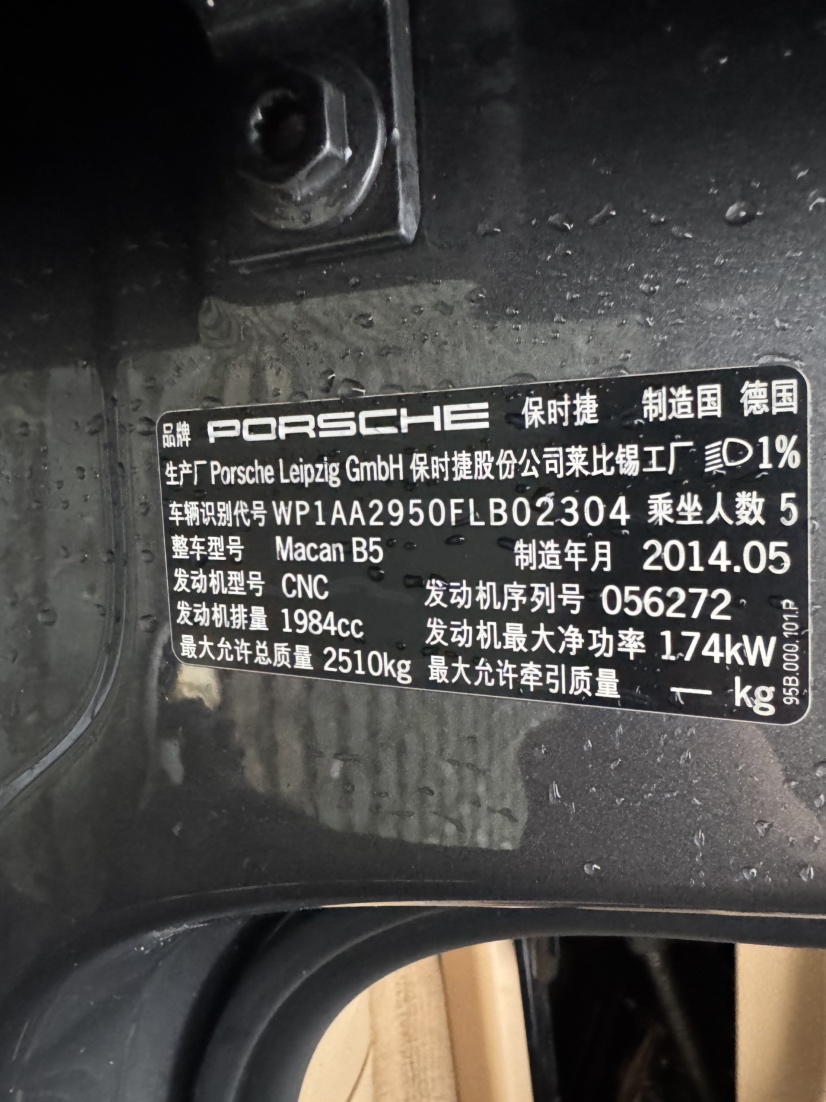 品牌 PORSCHE 保时捷 制造国 德国
生产厂 Porsche Leipzig GmbH 保时捷股份公司莱比锡工厂 1%
车辆识别代号 WP1AA2950FLB02304 乘坐人数 5
整车型号 Macan B5 制造年月 2014.05
发动机型号 CNC 发动机序列号 056272
发动机排量 1984cc 发动机最大净功率 174kW
最大允许总质量 2510kg 最大允许牵引质量 — kg
95B.000.101.P